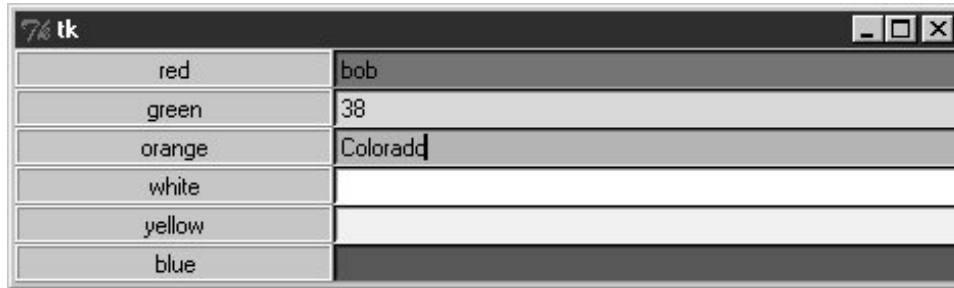 tk
red bob
green 38
orange Colorado
white
yellow
blue